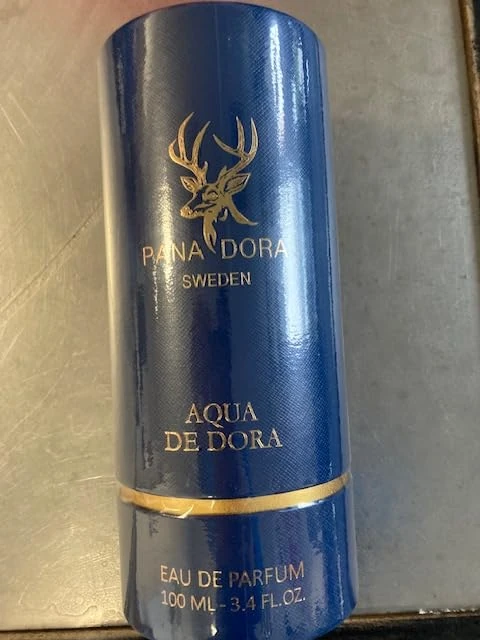 PANA DORA
SWEDEN
AQUA
DE DORA
EAU DE PARFUM
100 ML - 3.4 FL.OZ.